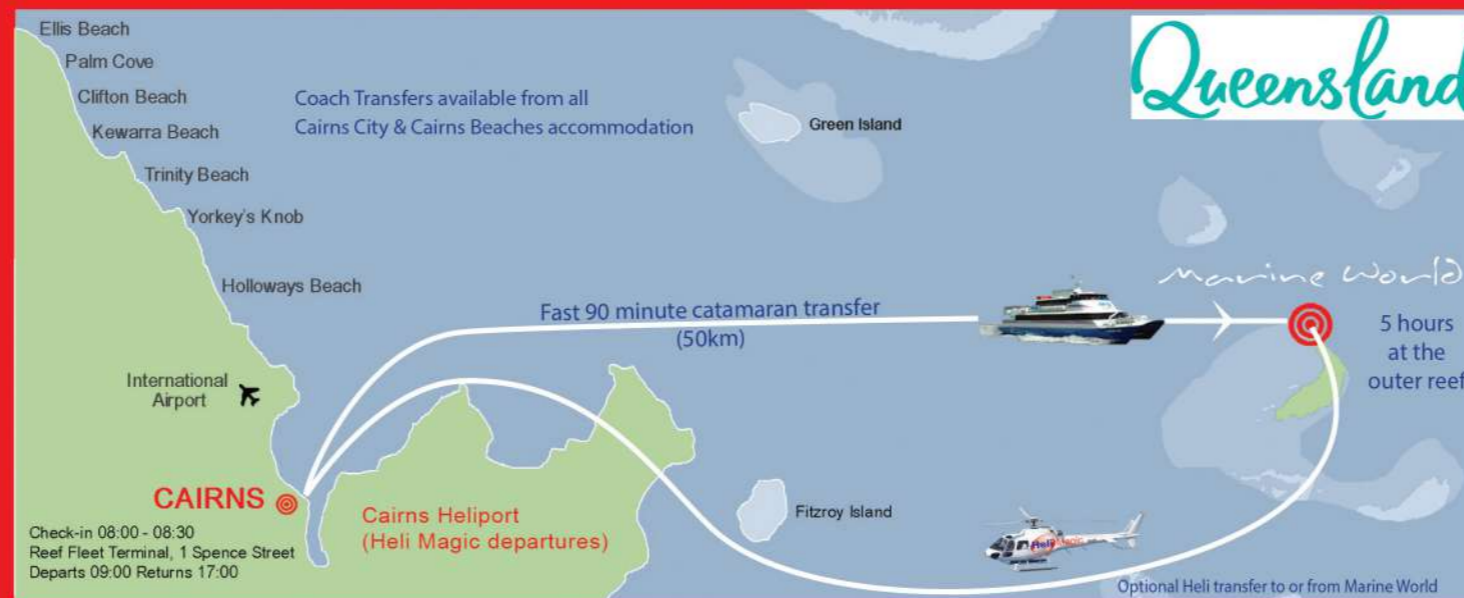 Ellis Beach
Palm Cove
Clifton Beach
Kewarra Beach
Trinity Beach
Yorkey's Knob
Holloways Beach
Coach Transfers available from all
Cairns City & Cairns Beaches accommodation
Green Island
Queensland
Marine World
Fast 90 minute catamaran transfer
(50km)
5 hours
at the
outer reef
International
Airport
CAIRNS
Check-in 08:00 - 08:30
Reef Fleet Terminal, 1 Spence Street
Departs 09:00 Returns 17:00
Cairns Heliport
(Heli Magic departures)
Fitzroy Island
Optional Heli transfer to or from Marine World